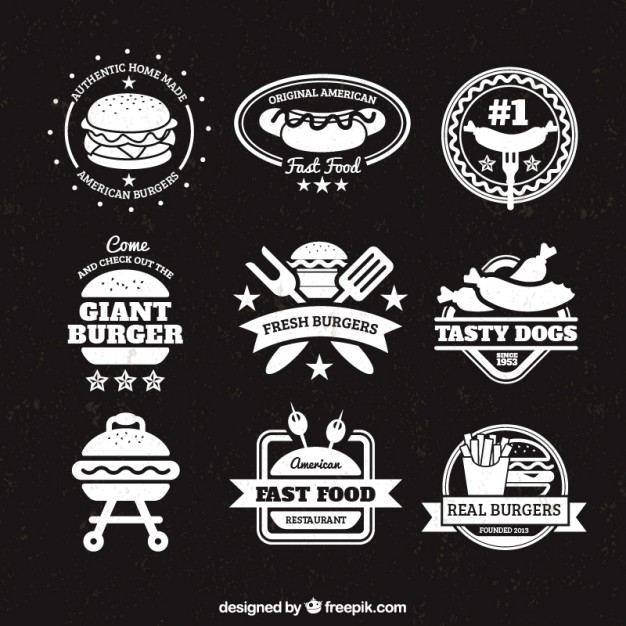 AUTHENTIC HOME MADE
AMERICAN BURGERS
ORIGINAL AMERICAN
Fast Food
#1
Come
AND CHECK OUT THE
GIANT
BURGER
FRESH BURGERS
TASTY DOGS
SINCE
1953
American
FAST FOOD
RESTAURANT
REAL BURGERS
FOUNDED 2013
designed by freepik.com